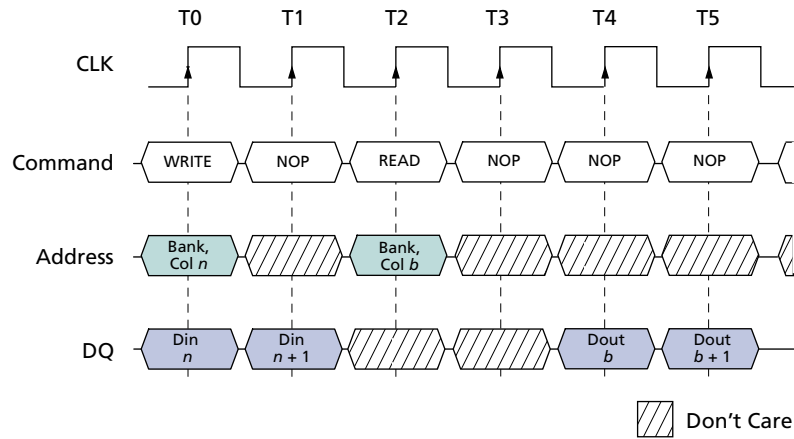 T0 T1 T2 T3 T4 T5
CLK
Command WRITE NOP READ NOP NOP NOP
Address Bank, Col n Bank, Col b
DQ Din n Din n + 1 Dout b Dout b + 1
Don't Care